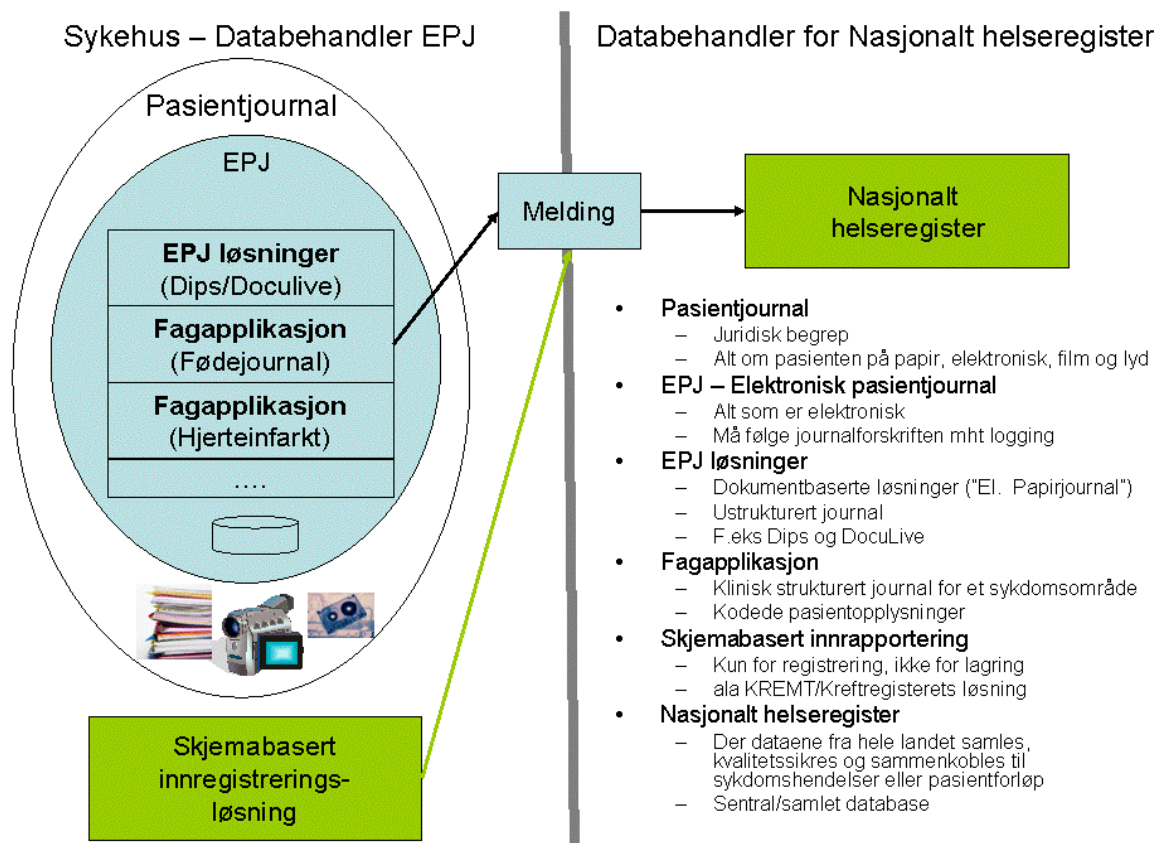 Sykehus – Databehandler EPJ
Databehandler for Nasjonalt helseregister
Pasientjournal
EPJ
EPJ løsninger
(Dips/Doculive)
Fagapplikasjon
(Fødejournal)
Fagapplikasjon
(Hjerteinfarkt)
....
Skjemabasert
innregistrerings-
løsning
Melding
Nasjonalt
helseregister
• Pasientjournal
– Juridisk begrep
– Alt om pasienten på papir, elektronisk, film og lyd
• EPJ – Elektronisk pasientjournal
– Alt som er elektronisk
– Må følge journalforskriften mht logging
• EPJ løsninger
– Dokumentbaserte løsninger ("El. Papirjournal")
– Ustrukturert journal
– F.eks Dips og DocuLive
• Fagapplikasjon
– Klinisk strukturert journal for et sykdomsområde
– Kodede pasientopplysninger
• Skjemabasert innrapportering
– Kun for registrering, ikke for lagring
– ala KREMT/Kreftregisterets løsning
• Nasjonalt helseregister
– Der dataene fra hele landet samles,
kvalitetssikres og sammenkobles til
sykdomshendelser eller pasientforløp
– Sentral/samlet database